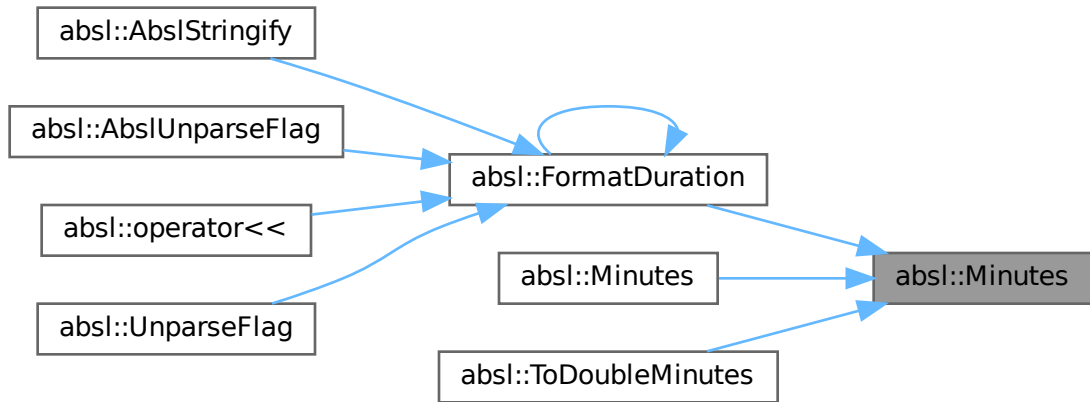 absl::AbslStringify
absl::AbslUnparseFlag
absl::FormatDuration
absl::operator<<
absl::Minutes
absl::Minutes
absl::UnparseFlag
absl::ToDoubleMinutes